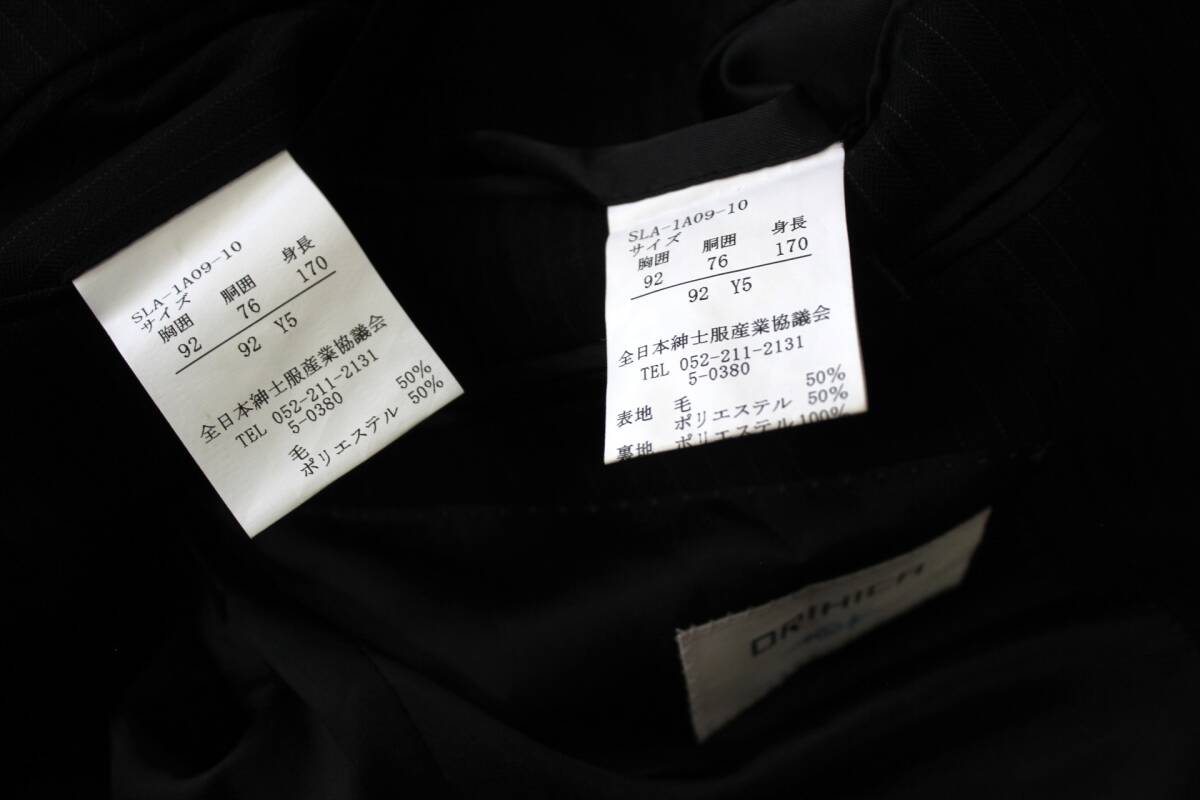 SLA-1A09-10
サイズ
胸囲 胴囲 身長
92 76 170
92 Y5
全日本紳士服産業協議会
TEL 052-211-2131
5-0380
毛 50%
ポリエステル 50%
SLA-1A09-10
サイズ
胸囲 胴囲 身長
92 76 170
92 Y5
全日本紳士服産業協議会
TEL 052-211-2131
5-0380
表地 毛 50%
ポリエステル 50%
裏地 ポリエステル 100%
ORIHICA